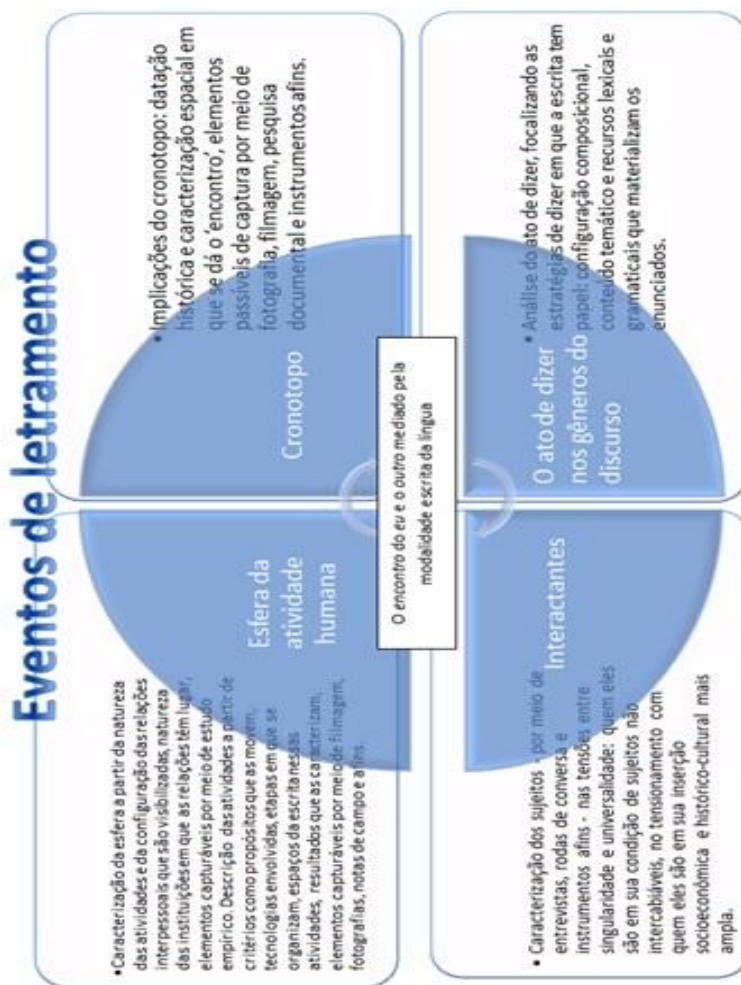 Eventos de letramento
•Caracterização da esfera a partir da natureza
das atividades e da configuração das relações
interpessoais que são visibilizadas, natureza
das instituições em que as relações têm lugar,
elementos capturáveis por meio de estudo
empírico. Descrição das atividades a partir de
critérios como propósitos que as movem,
tecnologias envolvidas, etapas em que se
organizam, espaços da escrita nessas
atividades, resultados que as caracterizam,
elementos capturáveis por meio de filmagem,
fotografias, notas de campo e afins.
Esfera da
atividade
humana
• Implicações do cronotopo: datação
histórica e caracterização espacial em
que se dá o ‘encontro’, elementos
passíveis de captura por meio de
fotografia, filmagem, pesquisa
documental e instrumentos afins.
Cronotopo
O encontro do eu e o outro mediado pela
modalidade escrita da língua
• Caracterização dos sujeitos - por meio de
entrevistas, rodas de conversa e
instrumentos afins - nas tensões entre
singularidade e universalidade: quem eles
são em sua condição de sujeitos não
intercabiáveis, no tensionamento com
quem eles são em sua inserção
socioeconômica e histórico-cultural mais
ampla.
Interactantes
• Análise do ato de dizer, focalizando as
estratégias de dizer em que a escrita tem
papel: configuração composicional,
conteúdo temático e recursos lexicais e
gramaticais que materializam os
enunciados.
O ato de dizer
nos gêneros do
discurso